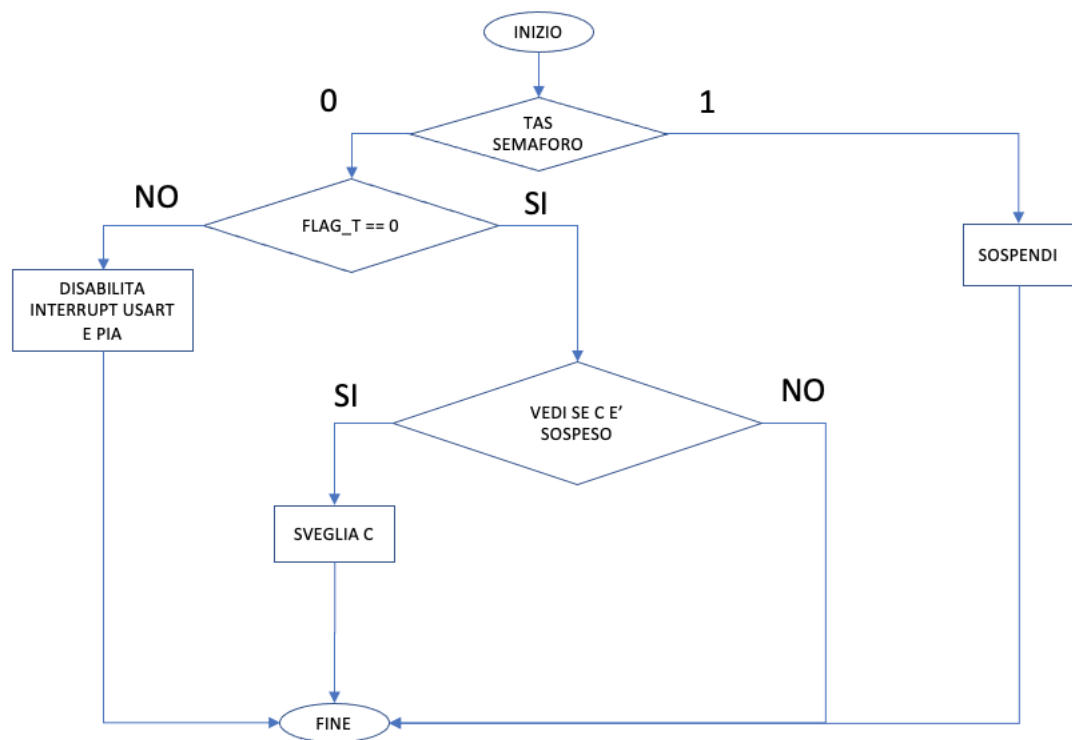 INIZIO
0
1
TAS
SEMAFORO
NO
SI
FLAG_T == 0
SOSPENDI
DISABILITA
INTERRUPT USART
E PIA
SI
NO
VEDI SE C E’
SOSPESO
SVEGLIA C
FINE